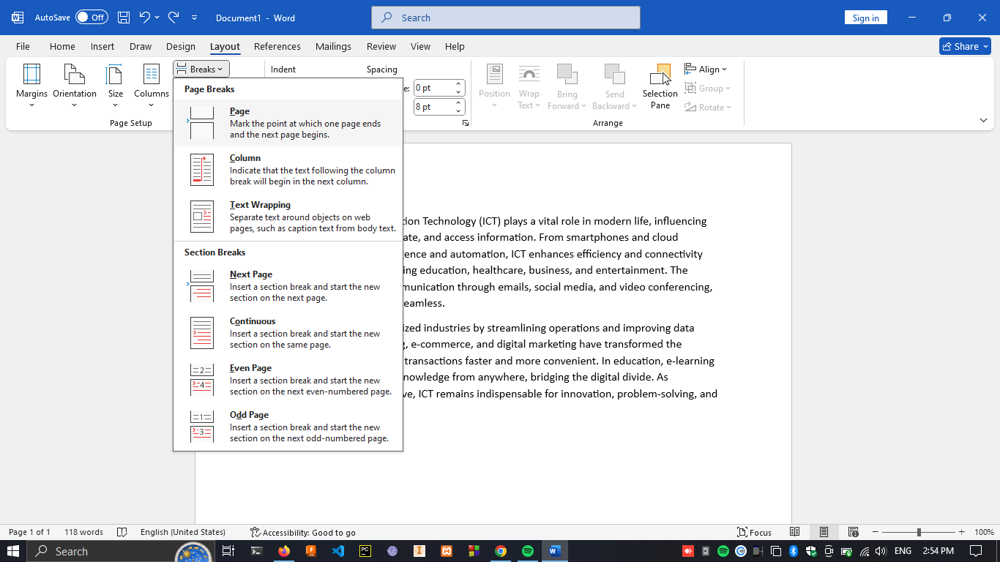 AutoSave Off Document1 - Word Search Sign in
File Home Insert Draw Design Layout References Mailings Review View Help Share
Margins Orientation Size Columns Breaks Indent Spacing
0 pt
8 pt
Position Wrap Text Bring Forward Send Backward Selection Pane
Align
Group
Rotate
Page Setup Arrange
Page Breaks
Page
Mark the point at which one page ends
and the next page begins.
Column
Indicate that the text following the column
break will begin in the next column.
Text Wrapping
Separate text around objects on web
pages, such as caption text from body text.
Section Breaks
Next Page
Insert a section break and start the new
section on the next page.
Continuous
Insert a section break and start the new
section on the same page.
Even Page
Insert a section break and start the new
section on the next even-numbered page.
Odd Page
Insert a section break and start the new
section on the next odd-numbered page.
Technology (ICT) plays a vital role in modern life, influencing
and access information. From smartphones and cloud
and automation, ICT enhances efficiency and connectivity
education, healthcare, business, and entertainment. The
through emails, social media, and video conferencing,
industries by streamlining operations and improving data
e-commerce, and digital marketing have transformed the
transactions faster and more convenient. In education, e-learning
from anywhere, bridging the digital divide. As
ICT remains indispensable for innovation, problem-solving, and
Page 1 of 1 118 words English (United States) Accessibility: Good to go Focus 100%
Search PC ENG 2:54 PM